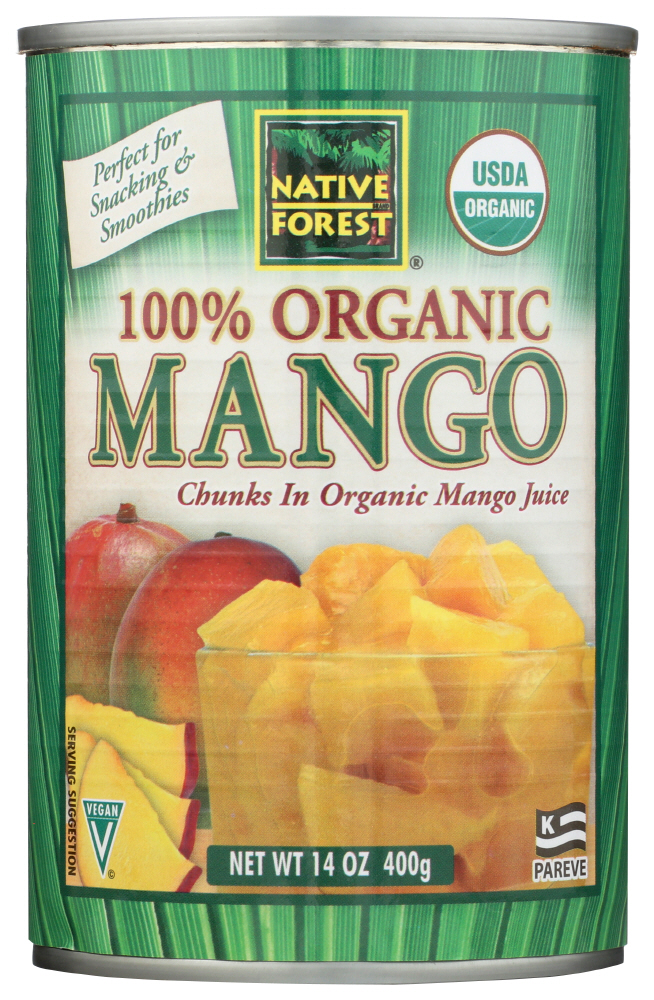 Perfect for
Snacking &
Smoothies
NATIVE
BRAND
FOREST
®
USDA
ORGANIC
100% ORGANIC
MANGO
Chunks In Organic Mango Juice
SERVING SUGGESTION
VEGAN
V
©
NET WT 14 OZ 400g
K
PAREVE